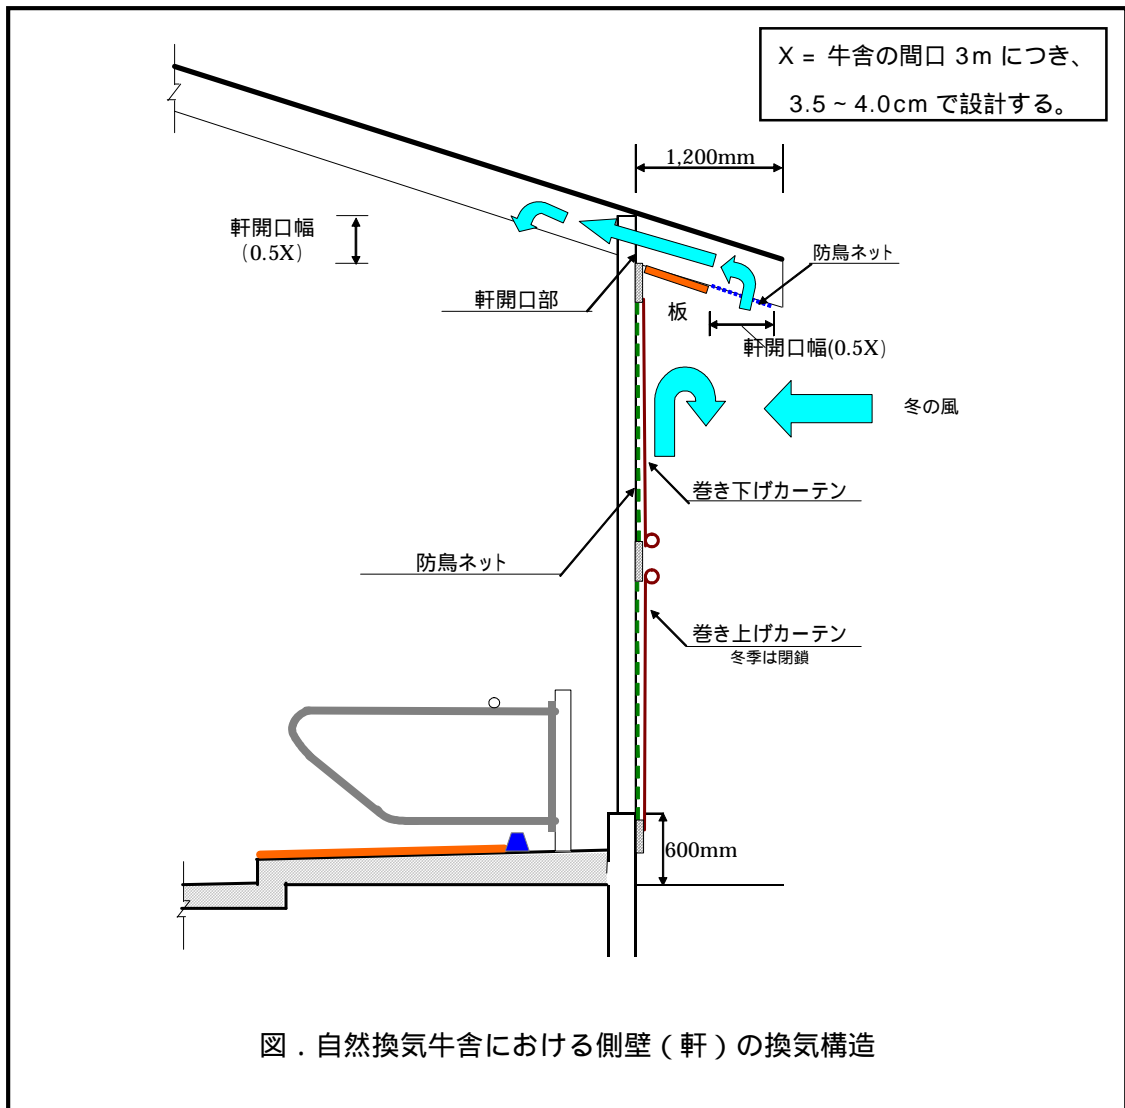 X = 牛舎の間口 3m につき、
3.5 ~ 4.0cm で設計する。
1,200mm
軒開口幅
(0.5X)
防鳥ネット
軒開口部
板
軒開口幅(0.5X)
冬の風
巻き下げカーテン
防鳥ネット
巻き上げカーテン
冬季は閉鎖
600mm
図．自然換気牛舎における側壁（軒）の換気構造